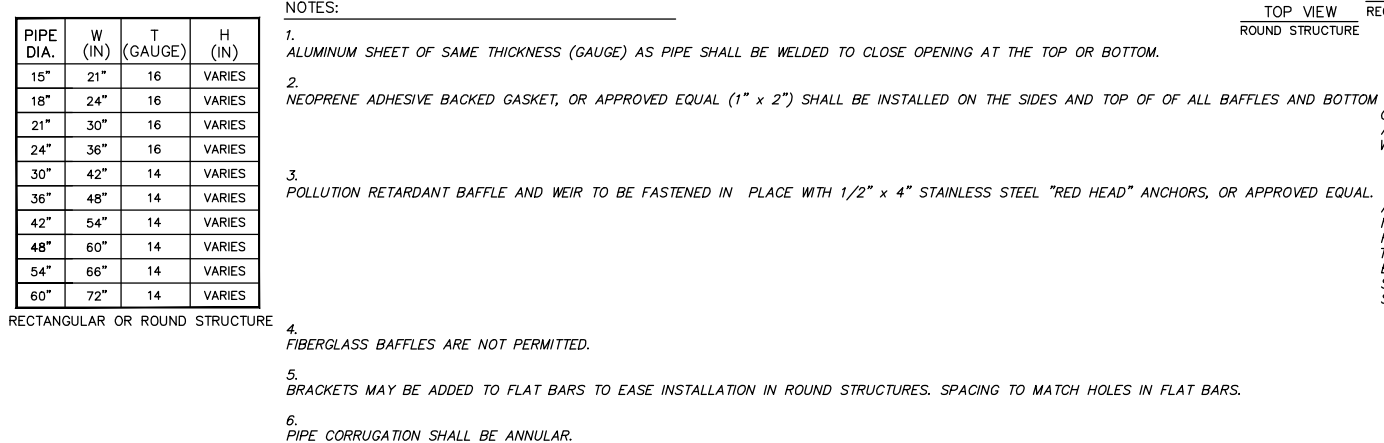 PIPE DIA. W (IN) T (GAUGE) H (IN)
15" 21" 16 VARIES
18" 24" 16 VARIES
21" 30" 16 VARIES
24" 36" 16 VARIES
30" 42" 14 VARIES
36" 48" 14 VARIES
42" 54" 14 VARIES
48" 60" 14 VARIES
54" 66" 14 VARIES
60" 72" 14 VARIES
RECTANGULAR OR ROUND STRUCTURE
NOTES:
1.
ALUMINUM SHEET OF SAME THICKNESS (GAUGE) AS PIPE SHALL BE WELDED TO CLOSE OPENING AT THE TOP OR BOTTOM.
2.
NEOPRENE ADHESIVE BACKED GASKET, OR APPROVED EQUAL (1" x 2") SHALL BE INSTALLED ON THE SIDES AND TOP OF OF ALL BAFFLES AND BOTTOM
3.
POLLUTION RETARDANT BAFFLE AND WEIR TO BE FASTENED IN PLACE WITH 1/2" x 4" STAINLESS STEEL "RED HEAD" ANCHORS, OR APPROVED EQUAL.
4.
FIBERGLASS BAFFLES ARE NOT PERMITTED.
5.
BRACKETS MAY BE ADDED TO FLAT BARS TO EASE INSTALLATION IN ROUND STRUCTURES. SPACING TO MATCH HOLES IN FLAT BARS.
6.
PIPE CORRUGATION SHALL BE ANNULAR.
TOP VIEW
ROUND STRUCTURE